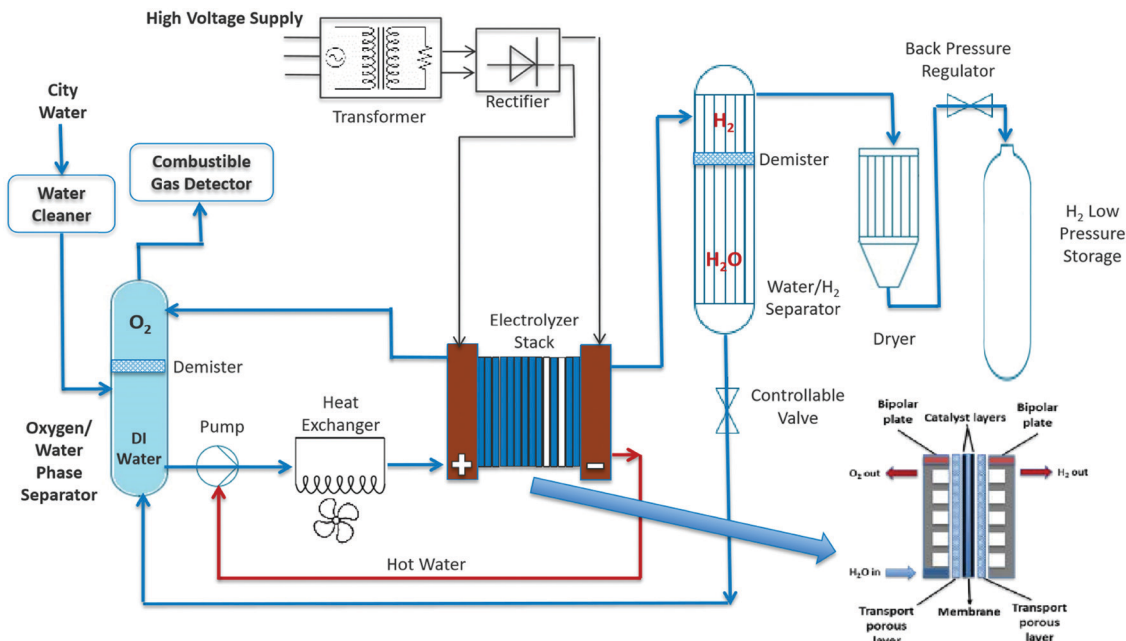 High Voltage Supply
Transformer
Rectifier
Back Pressure
Regulator
City
Water
Combustible
Gas Detector
Water
Cleaner
H₂
Demister
H₂O
H₂ Low
Pressure
Storage
Water/H₂
Separator
Dryer
O₂
Demister
Electrolyzer
Stack
Controllable
Valve
Heat
Exchanger
Pump
Oxygen/
Water
Phase
Separator
DI
Water
+
−
Hot Water
Bipolar
plate
Catalyst layers
Bipolar
plate
O₂ out
H₂ out
H₂O in
Transport
porous
layer
Membrane
Transport
porous
layer